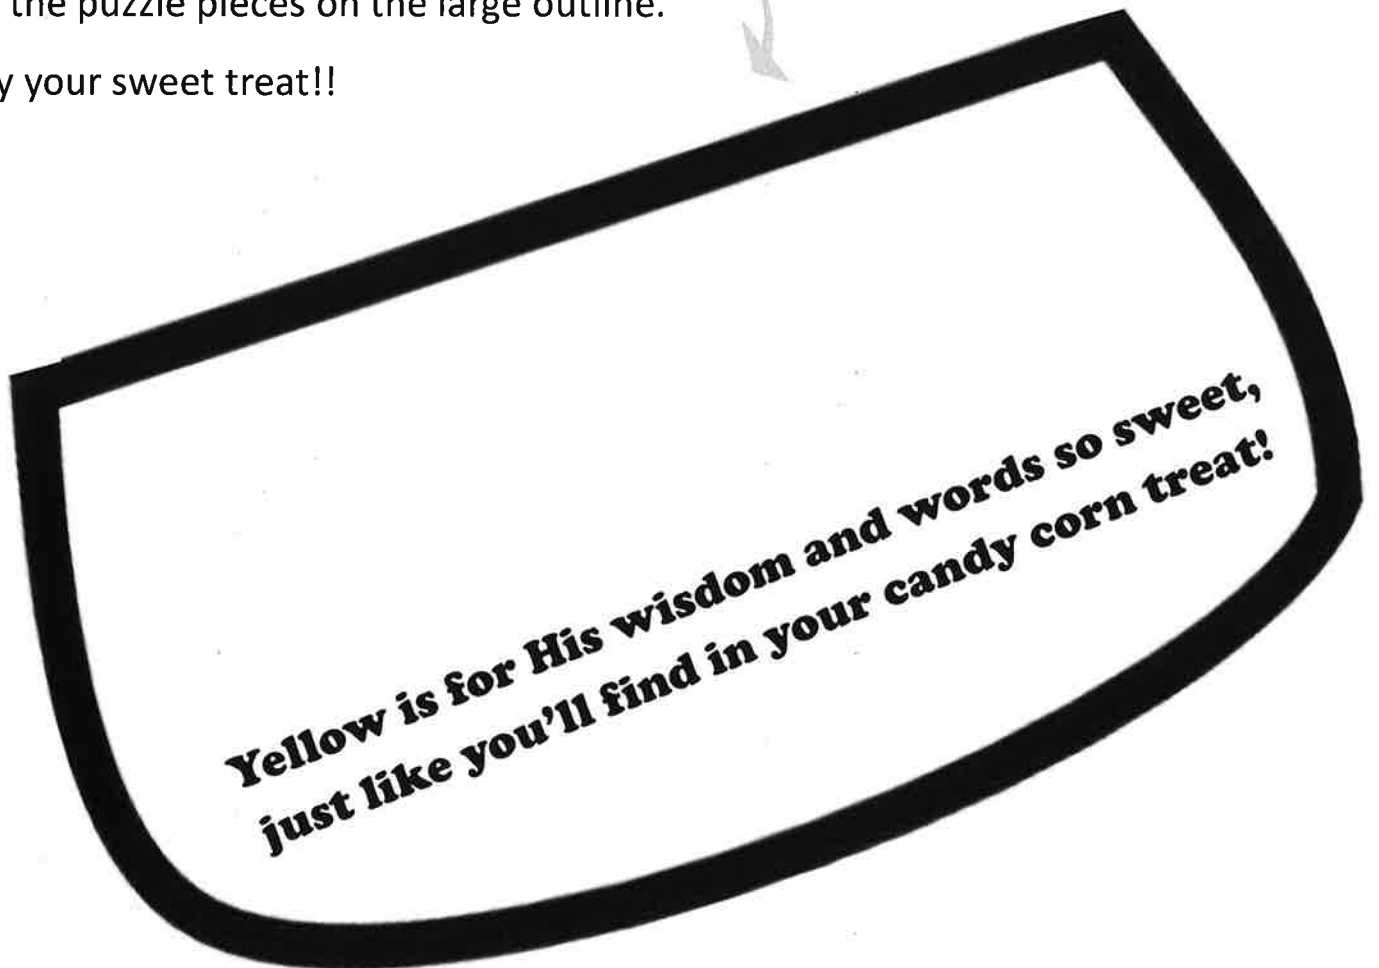 the puzzle pieces on the large outline.
y your sweet treat!!
Yellow is for His wisdom and words so sweet,
just like you'll find in your candy corn treat!